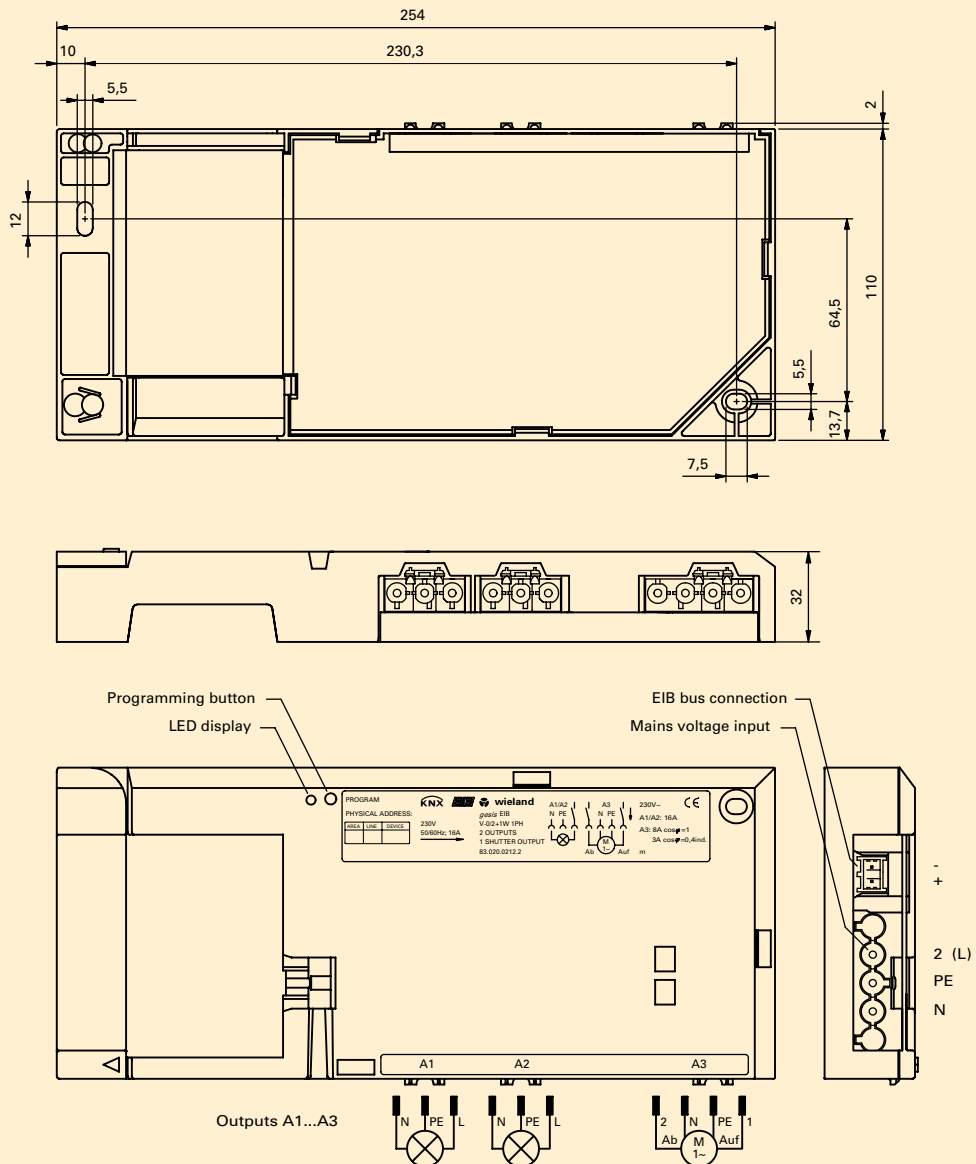 254
10
230,3
5,5
2
12
64,5
110
5,5
13,7
7,5
32
Programming button
LED display
EIB bus connection
Mains voltage input
PROGRAM
PHYSICAL ADDRESS:
AREA LINE DEVICE
230V
50/60Hz; 16A
KNX EIB wieland
gesis EIB
V-0/2+1W 1PH
2 OUTPUTS
1 SHUTTER OUTPUT
83.020.0212.2
A1/A2
N PE
A3
N PE
M
1~
Ab Auf m
230V~
A1/A2: 16A
A3: 8A cosφ=1
3A cosφ=0,4ind.
CE
-
+
2 (L)
PE
N
A1 A2 A3
Outputs A1...A3
N PE L
N PE L
2 N PE 1
Ab M Auf
1~